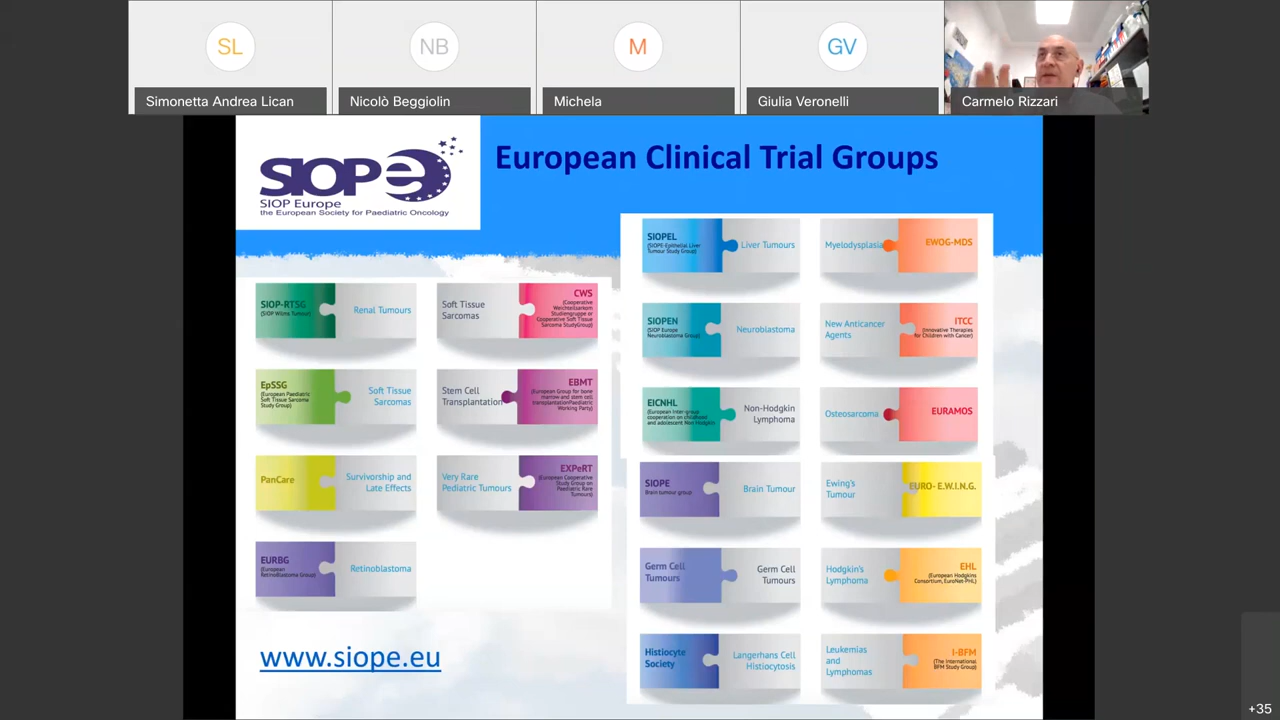 SL
NB
M
GV
Simonetta Andrea Lican
Nicolò Beggiolin
Michela
Giulia Veronelli
Carmelo Rizzari
SIOPe
SIOP Europe
the European Society for Paediatric Oncology
European Clinical Trial Groups
SIOP-RTSG
(SIOP Wilms Tumour)
Renal Tumours
Soft Tissue
Sarcomas
CWS
(Cooperative
Weichteilsarkom
Studiengruppe or
Cooperative Soft Tissue
Sarcoma StudyGroup)
EpSSG
(European Paediatric
Soft Tissue Sarcoma
Study Group)
Soft Tissue
Sarcomas
Stem Cell
Transplantation
EBMT
(European Group for bone
marrow and stem cell
transplantationPaediatric
Working Party)
PanCare
Survivorship and
Late Effects
Very Rare
Pediatric Tumours
EXPeRT
(European Cooperative
Study Group on
Paediatric Rare
Tumours)
EURBG
(European
RetinoBlastoma Group)
Retinoblastoma
www.siope.eu
SIOPEL
(SIOPE-Epithelial Liver
Tumour Study Group)
Liver Tumours
Myelodysplasia
EWOG-MDS
SIOPEN
(SIOP Europe
Neuroblastoma Group)
Neuroblastoma
New Anticancer
Agents
ITCC
(Innovative Therapies
for Children with Cancer)
EICNHL
(European Inter-group
cooperation on childhood
and adolescent Non Hodgkin
Non-Hodgkin
Lymphoma
Osteosarcoma
EURAMOS
SIOPE
Brain tumour group
Brain Tumour
Ewing's
Tumour
EURO- E.W.I.N.G.
Germ Cell
Tumours
Germ Cell
Tumours
Hodgkin's
Lymphoma
EHL
(European Hodgkins
Consortium, EuroNet-PHL)
Histiocyte
Society
Langerhans Cell
Histiocytosis
Leukemias
and
Lymphomas
I-BFM
(The International
BFM Study Group)
+35